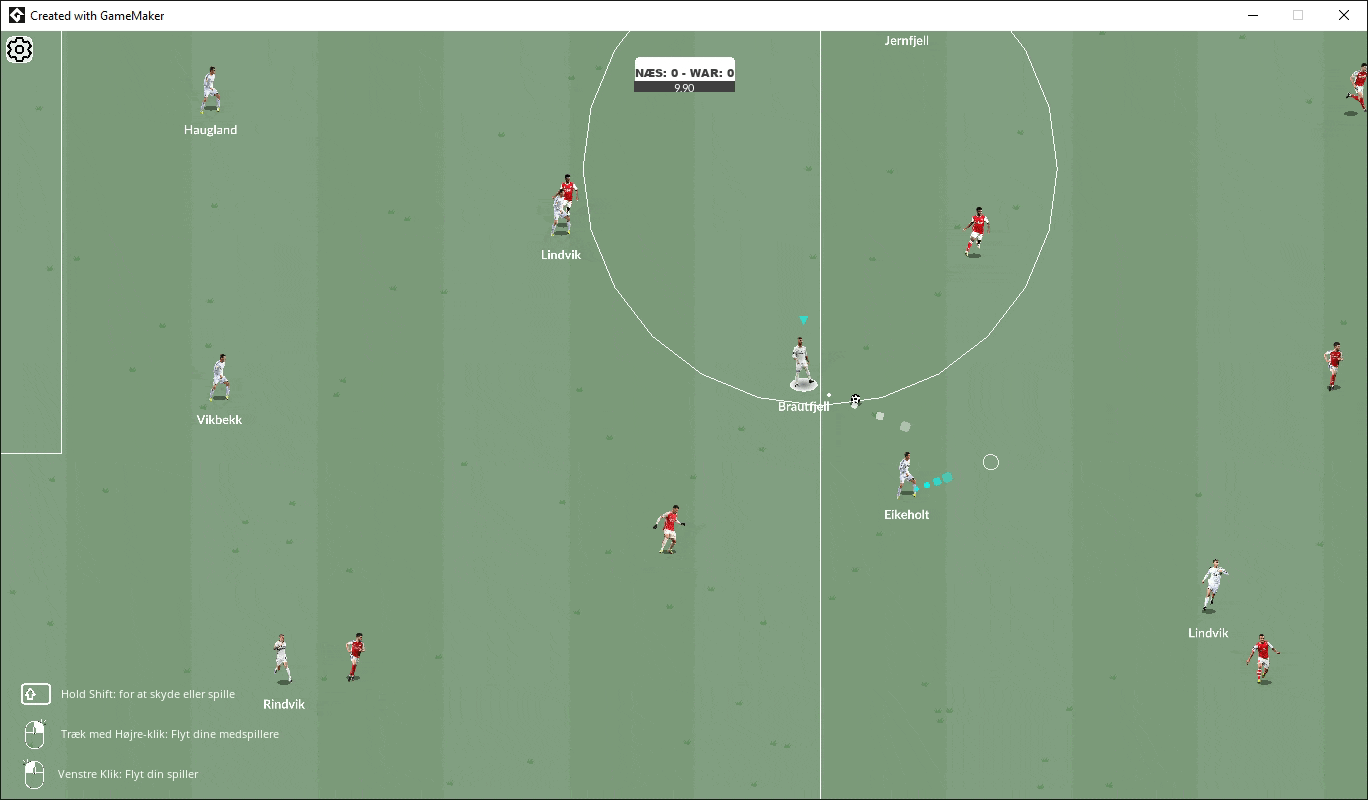 Created with GameMaker
Jernfjell
NÆS: 0 - WAR: 0
9.90
Haugland
Lindvik
Brautfjell
Vikbekk
Eikeholt
Lindvik
Rindvik
Hold Shift: for at skyde eller spille
Træk med Højre-klik: Flyt dine medspillere
Venstre Klik: Flyt din spiller